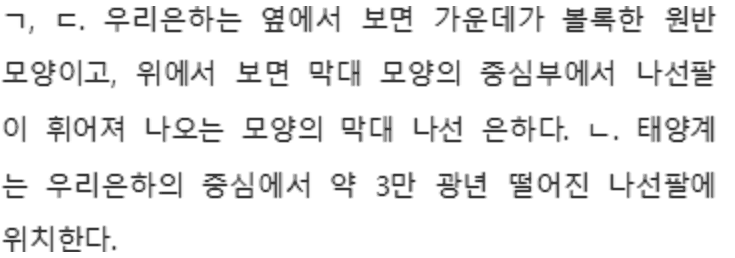 ㄱ, ㄷ. 우리은하는 옆에서 보면 가운데가 볼록한 원반
모양이고, 위에서 보면 막대 모양의 중심부에서 나선팔
이 휘어져 나오는 모양의 막대 나선 은하다. ㄴ. 태양계
는 우리은하의 중심에서 약 3만 광년 떨어진 나선팔에
위치한다.